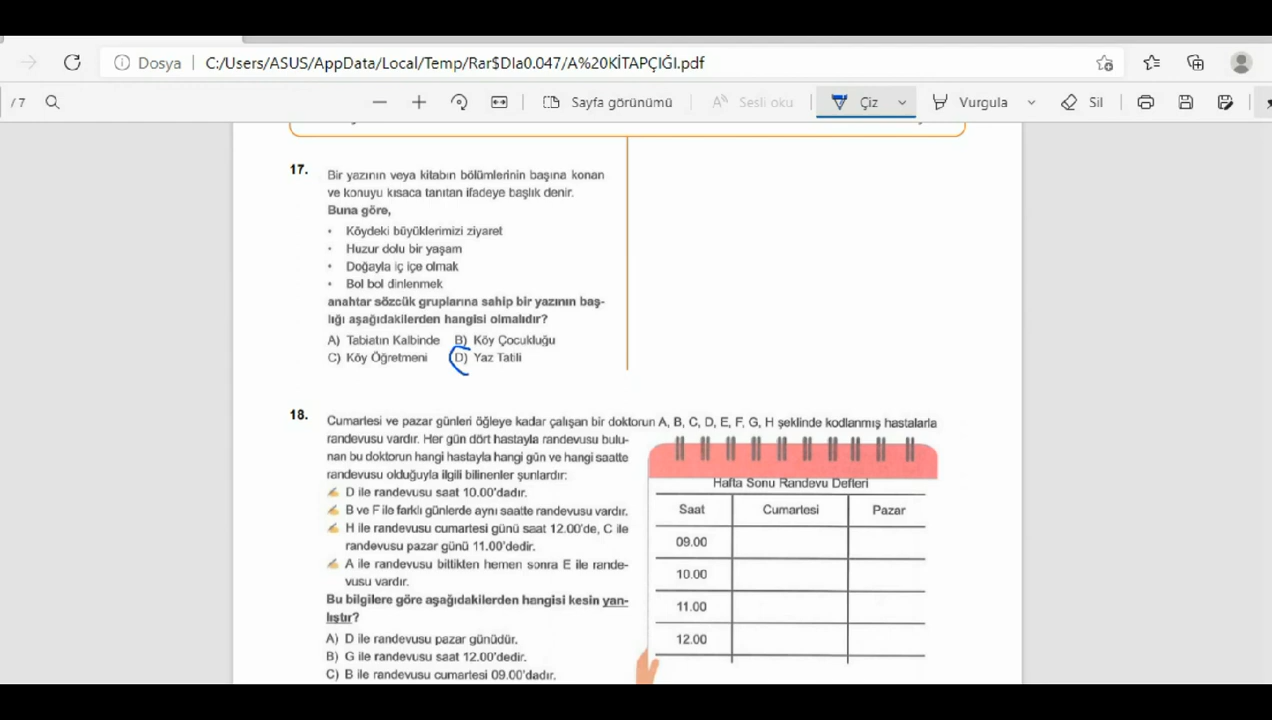 Dosya
C:/Users/ASUS/AppData/Local/Temp/Rar$DIa0.047/A%20KİTAPÇIĞI.pdf
/ 7
Sayfa görünümü
Sesli oku
Çiz
Vurgula
Sil
17.
Bir yazının veya kitabın bölümlerinin başına konan
ve konuyu kısaca tanıtan ifadeye başlık denir.
Buna göre,
• Köydeki büyüklerimizi ziyaret
• Huzur dolu bir yaşam
• Doğayla iç içe olmak
• Bol bol dinlenmek
anahtar sözcük gruplarına sahip bir yazının baş-
lığı aşağıdakilerden hangisi olmalıdır?
A) Tabiatın Kalbinde B) Köy Çocukluğu
C) Köy Öğretmeni D) Yaz Tatili
18.
Cumartesi ve pazar günleri öğleye kadar çalışan bir doktorun A, B, C, D, E, F, G, H şeklinde kodlanmış hastalarla
randevusu vardır. Her gün dört hastayla randevusu bulu-
nan bu doktorun hangi hastayla hangi gün ve hangi saatte
randevusu olduğuyla ilgili bilinenler şunlardır:
D ile randevusu saat 10.00'dadır.
B ve F ile farklı günlerde aynı saatte randevusu vardır.
H ile randevusu cumartesi günü saat 12.00'de, C ile
randevusu pazar günü 11.00'dedir.
A ile randevusu bittikten hemen sonra E ile rande-
vusu vardır.
Bu bilgilere göre aşağıdakilerden hangisi kesin yan-
lıştır?
A) D ile randevusu pazar günüdür.
B) G ile randevusu saat 12.00'dedir.
C) B ile randevusu cumartesi 09.00'dadır.
Hafta Sonu Randevu Defteri
Saat Cumartesi Pazar
09.00
10.00
11.00
12.00